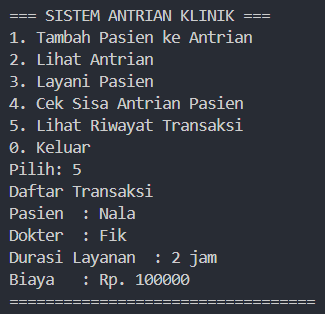 === SISTEM ANTRIAN KLINIK ===
1. Tambah Pasien ke Antrian
2. Lihat Antrian
3. Layani Pasien
4. Cek Sisa Antrian Pasien
5. Lihat Riwayat Transaksi
0. Keluar
Pilih: 5
Daftar Transaksi
Pasien  : Nala
Dokter  : Fik
Durasi Layanan  : 2 jam
Biaya   : Rp. 100000
==================================